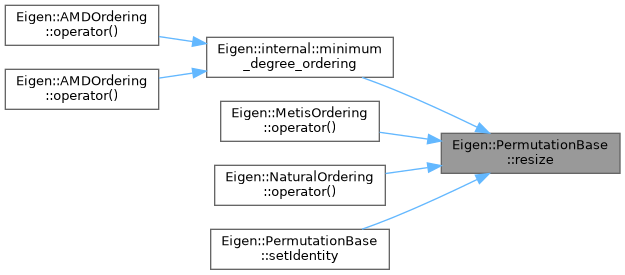 Eigen::AMDOrdering
::operator()
Eigen::AMDOrdering
::operator()
Eigen::internal::minimum
_degree_ordering
Eigen::MetisOrdering
::operator()
Eigen::NaturalOrdering
::operator()
Eigen::PermutationBase
::setIdentity
Eigen::PermutationBase
::resize